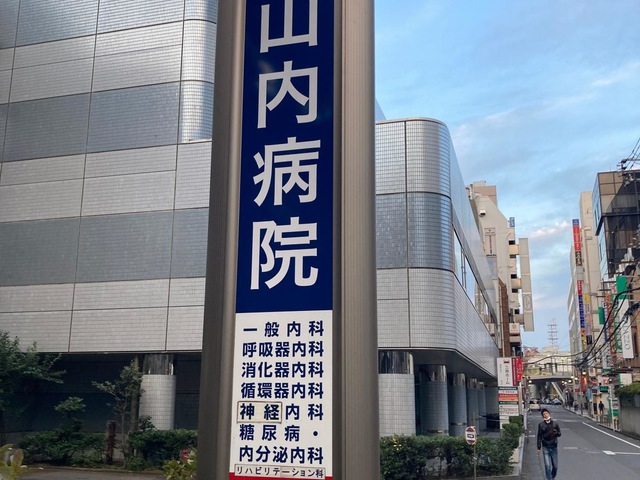 山内病院
一般内科
呼吸器内科
消化器内科
循環器内科
神経内科
糖尿病・
内分泌内科
リハビリテーション科